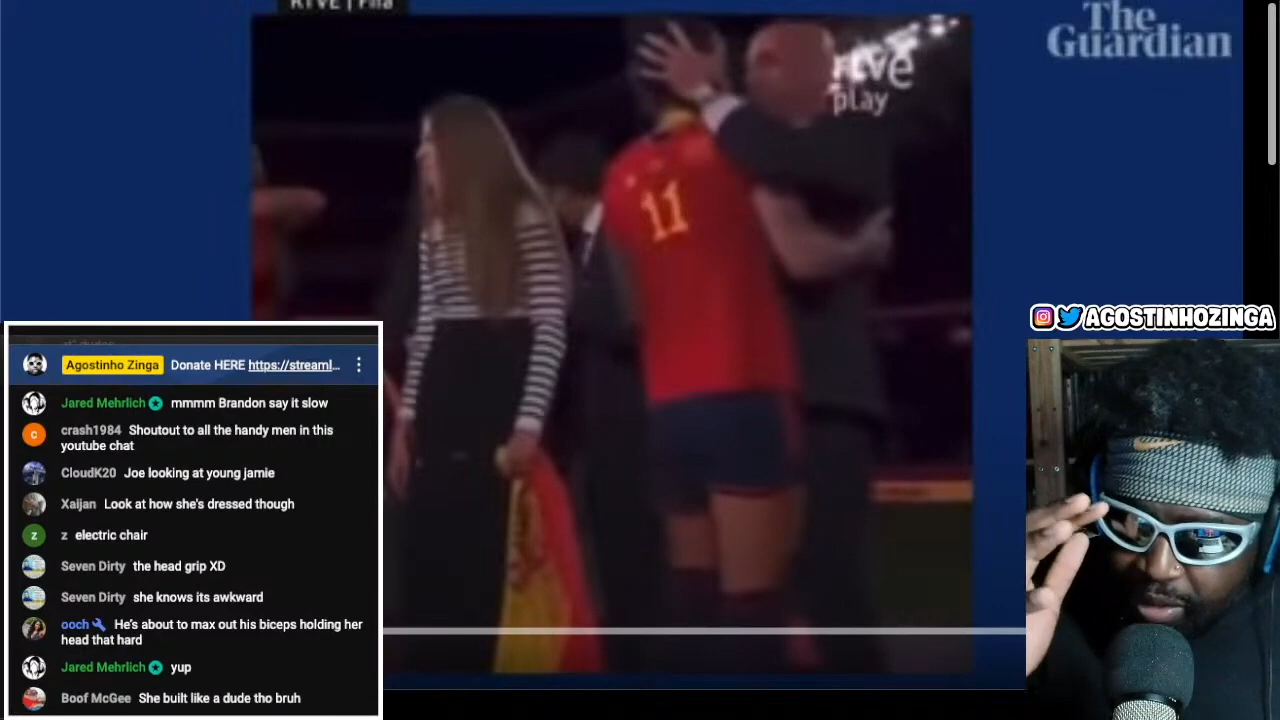 RTVE | Fifa
The
Guardian
rtve
play
11
@AGOSTINHOZINGA
Agostinho Zinga Donate HERE https://streaml...
Jared Mehrlich mmmm Brandon say it slow
crash1984 Shoutout to all the handy men in this
youtube chat
CloudK20 Joe looking at young jamie
Xaijan Look at how she's dressed though
z z electric chair
Seven Dirty the head grip XD
Seven Dirty she knows its awkward
ooch He's about to max out his biceps holding her
head that hard
Jared Mehrlich yup
Boof McGee She built like a dude tho bruh